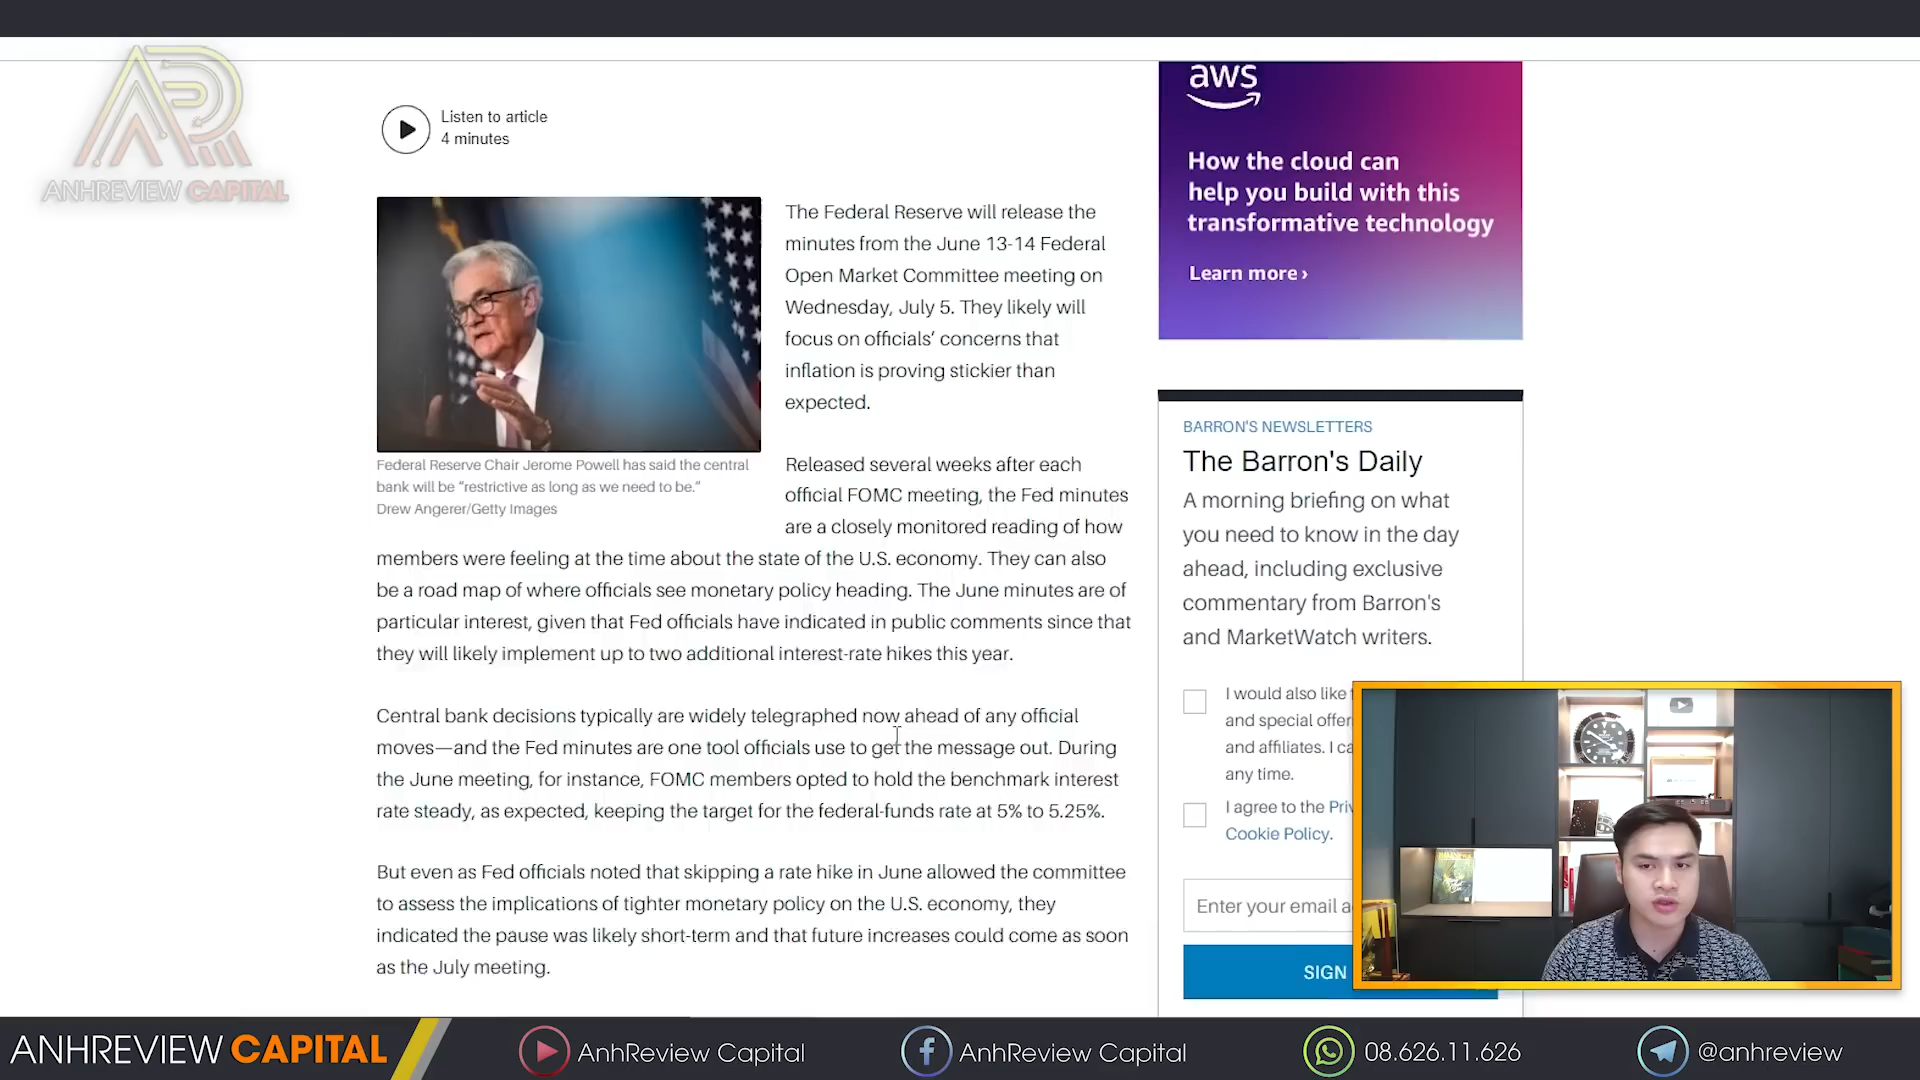 ANHREVIEW CAPITAL
Listen to article
4 minutes
Federal Reserve Chair Jerome Powell has said the central
bank will be “restrictive as long as we need to be.”
Drew Angerer/Getty Images
The Federal Reserve will release the
minutes from the June 13-14 Federal
Open Market Committee meeting on
Wednesday, July 5. They likely will
focus on officials’ concerns that
inflation is proving stickier than
expected.
Released several weeks after each
official FOMC meeting, the Fed minutes
are a closely monitored reading of how
members were feeling at the time about the state of the U.S. economy. They can also
be a road map of where officials see monetary policy heading. The June minutes are of
particular interest, given that Fed officials have indicated in public comments since that
they will likely implement up to two additional interest-rate hikes this year.
Central bank decisions typically are widely telegraphed now ahead of any official
moves—and the Fed minutes are one tool officials use to get the message out. During
the June meeting, for instance, FOMC members opted to hold the benchmark interest
rate steady, as expected, keeping the target for the federal-funds rate at 5% to 5.25%.
But even as Fed officials noted that skipping a rate hike in June allowed the committee
to assess the implications of tighter monetary policy on the U.S. economy, they
indicated the pause was likely short-term and that future increases could come as soon
as the July meeting.
aws
How the cloud can
help you build with this
transformative technology
Learn more ›
BARRON'S NEWSLETTERS
The Barron's Daily
A morning briefing on what
you need to know in the day
ahead, including exclusive
commentary from Barron's
and MarketWatch writers.
I would also like
and special offer
and affiliates. I ca
any time.
I agree to the Priv
Cookie Policy.
Enter your email a
SIGN
ANHREVIEW CAPITAL
AnhReview Capital
AnhReview Capital
08.626.11.626
@anhreview